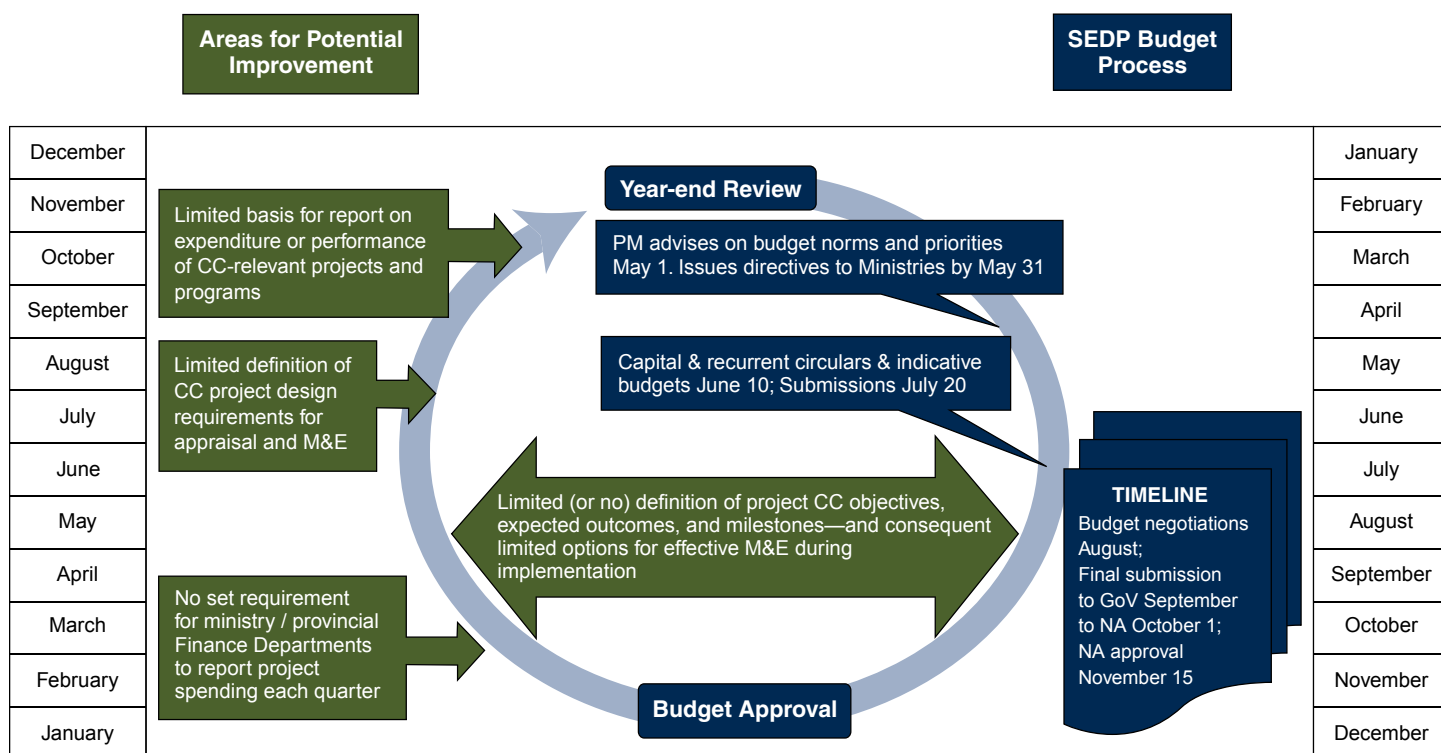 Areas for Potential
Improvement
SEDP Budget
Process
December
November
October
September
August
July
June
May
April
March
February
January
Limited basis for report on
expenditure or performance
of CC-relevant projects and
programs
Limited definition of
CC project design
requirements for
appraisal and M&E
No set requirement
for ministry / provincial
Finance Departments
to report project
spending each quarter
Year-end Review
PM advises on budget norms and priorities
May 1. Issues directives to Ministries by May 31
Capital & recurrent circulars & indicative
budgets June 10; Submissions July 20
Limited (or no) definition of project CC objectives,
expected outcomes, and milestones—and consequent
limited options for effective M&E during
implementation
Budget Approval
TIMELINE
Budget negotiations
August;
Final submission
to GoV September
to NA October 1;
NA approval
November 15
January
February
March
April
May
June
July
August
September
October
November
December